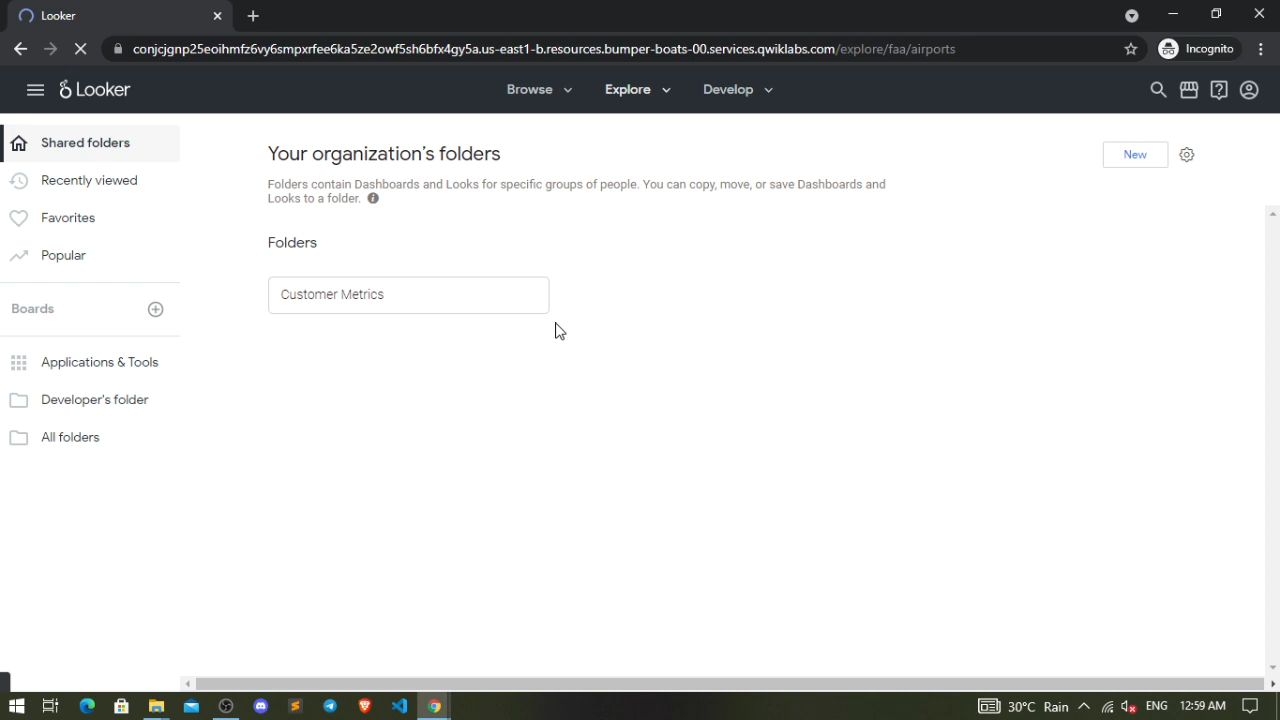 Looker
conjcjgnp25eoihmfz6vy6smpxrfee6ka5ze2owf5sh6bfx4gy5a.us-east1-b.resources.bumper-boats-00.services.qwiklabs.com/explore/faa/airports
Incognito
Looker
Browse
Explore
Develop
Shared folders
Recently viewed
Favorites
Popular
Boards
Applications & Tools
Developer's folder
All folders
Your organization's folders
New
Folders contain Dashboards and Looks for specific groups of people. You can copy, move, or save Dashboards and
Looks to a folder.
Folders
Customer Metrics
30°C Rain
ENG
12:59 AM